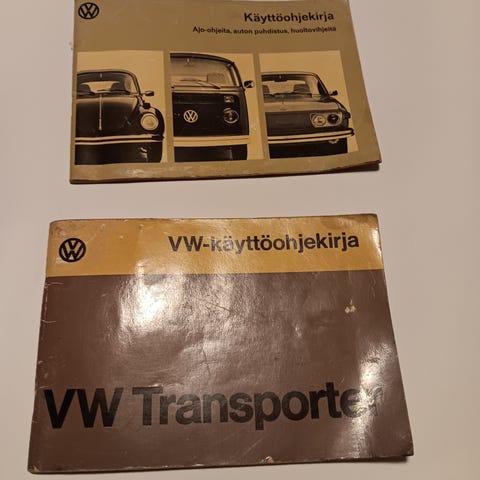 Käyttöohjekirja
Ajo-ohjeita, auton puhdistus, huoltovihjeitä
VW-käyttöohjekirja
VW Transporter